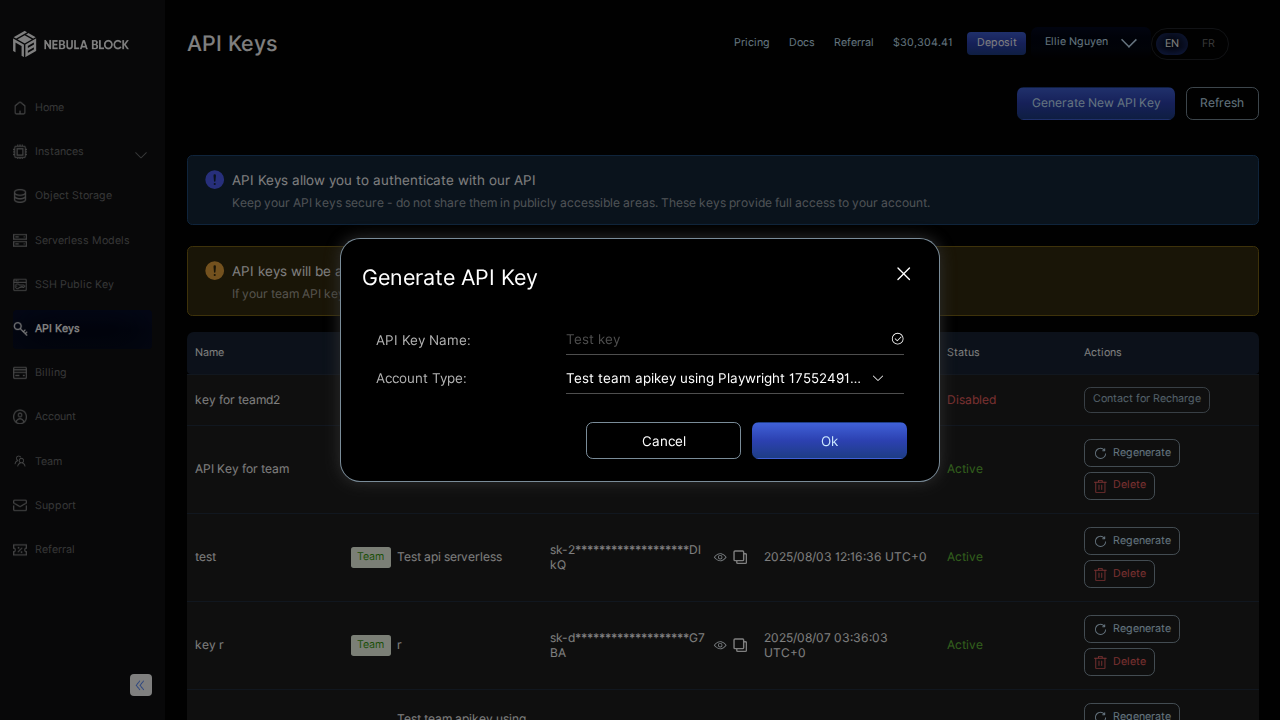 NEBULA BLOCK
API Keys
Pricing
Docs
Referral
$30,304.41
Deposit
Ellie Nguyen
EN
FR
Home
Instances
Object Storage
Serverless Models
SSH Public Key
API Keys
Billing
Account
Team
Support
Referral
Generate New API Key
Refresh
API Keys allow you to authenticate with our API
Keep your API keys secure - do not share them in publicly accessible areas. These keys provide full access to your account.
API keys will be a
If your team API key
Generate API Key
API Key Name:
Test key
Account Type:
Test team apikey using Playwright 17552491...
Cancel
Ok
Name
Status
Actions
key for teamd2
Disabled
Contact for Recharge
API Key for team
Active
Regenerate
Delete
test
Team
Test api serverless
sk-2*******************DI
kQ
2025/08/03 12:16:36 UTC+0
Active
Regenerate
Delete
key r
Team
r
sk-d*******************G7
BA
2025/08/07 03:36:03
UTC+0
Active
Regenerate
Delete
Test team apikey using
Regenerate